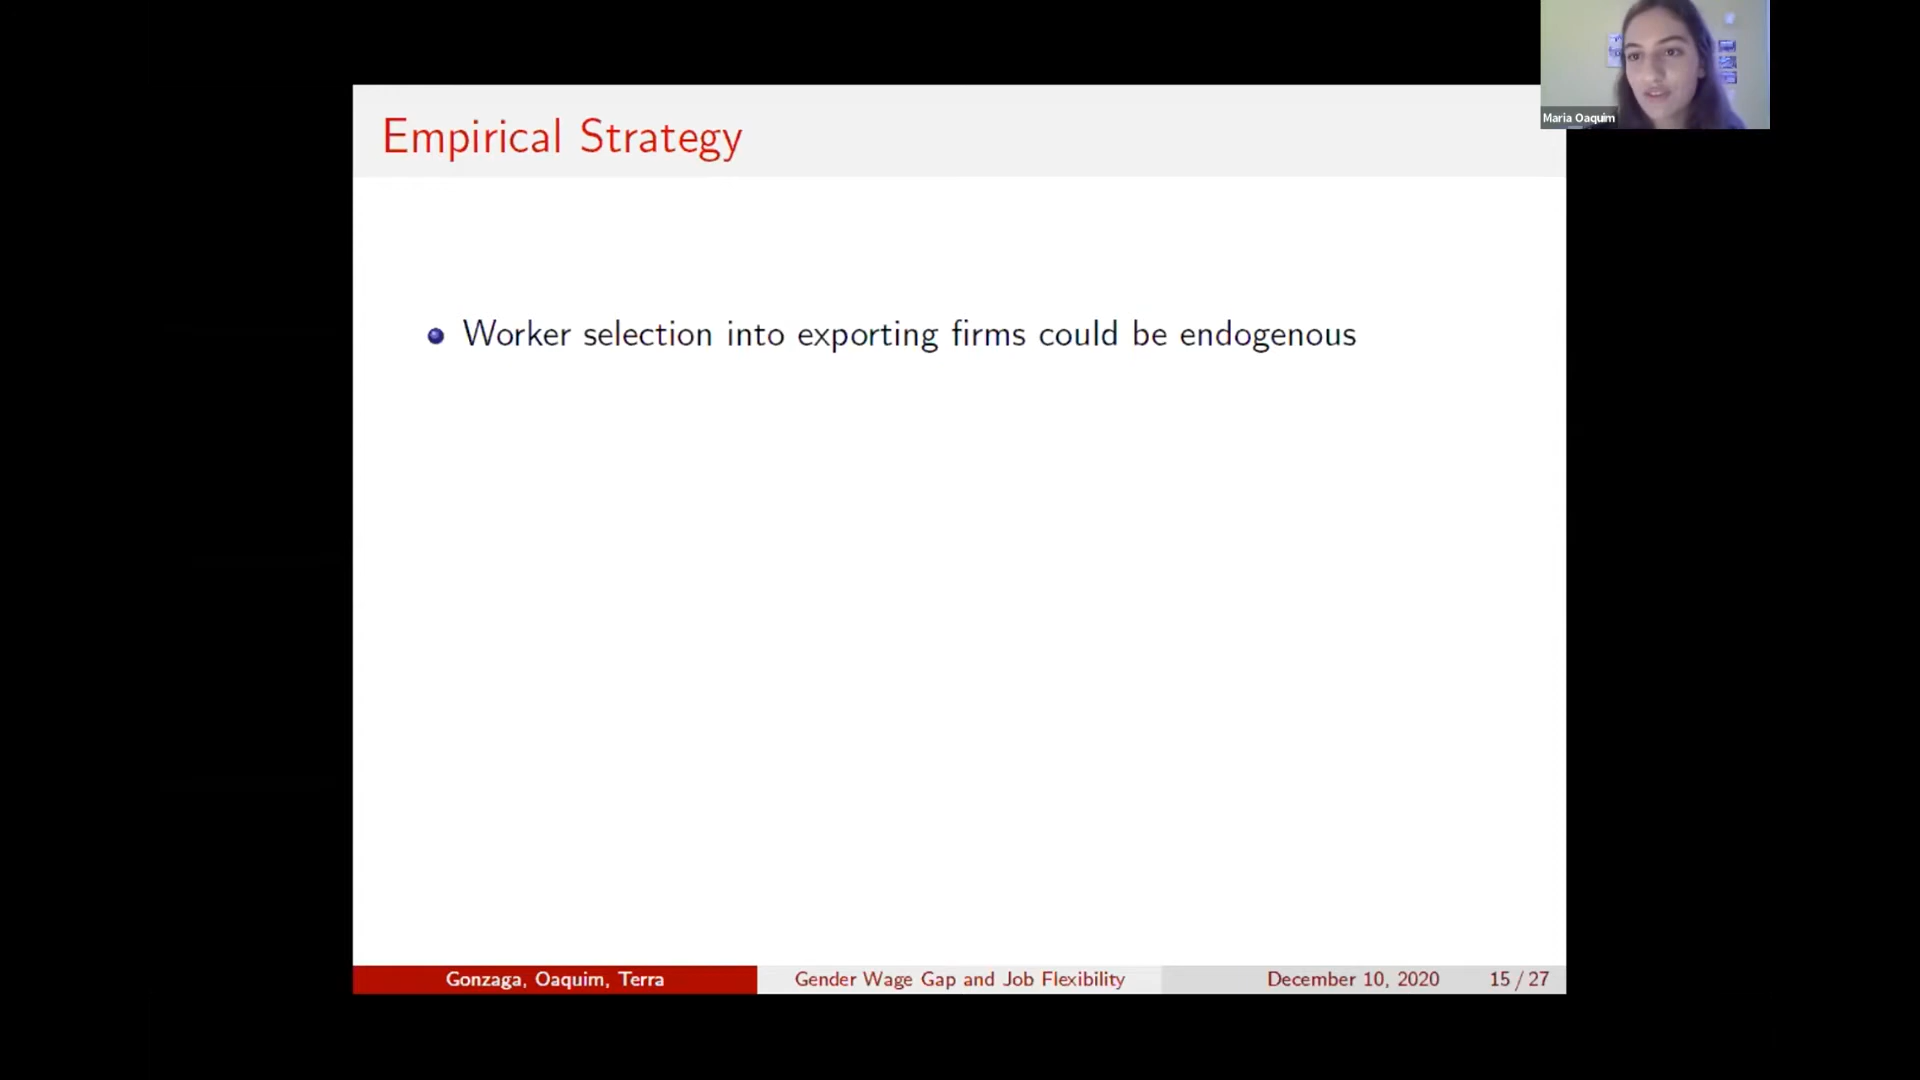 Maria Oaquim
Empirical Strategy
Worker selection into exporting firms could be endogenous
Gonzaga, Oaquim, Terra
Gender Wage Gap and Job Flexibility
December 10, 2020
15 / 27